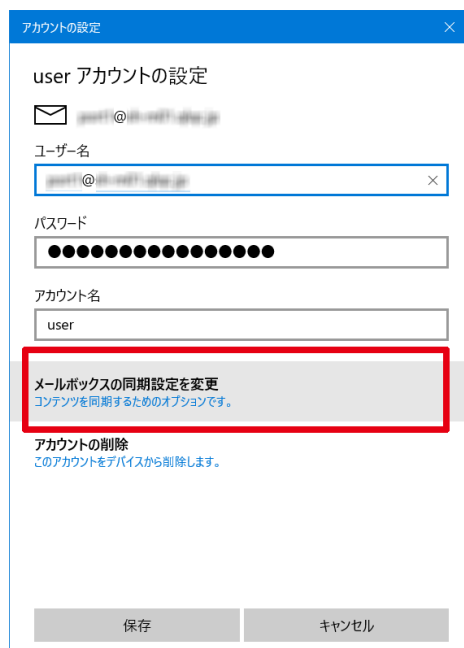 アカウントの設定
user アカウントの設定
@
ユーザー名
@
パスワード
アカウント名
user
メールボックスの同期設定を変更
コンテンツを同期するためのオプションです。
アカウントの削除
このアカウントをデバイスから削除します。
保存
キャンセル